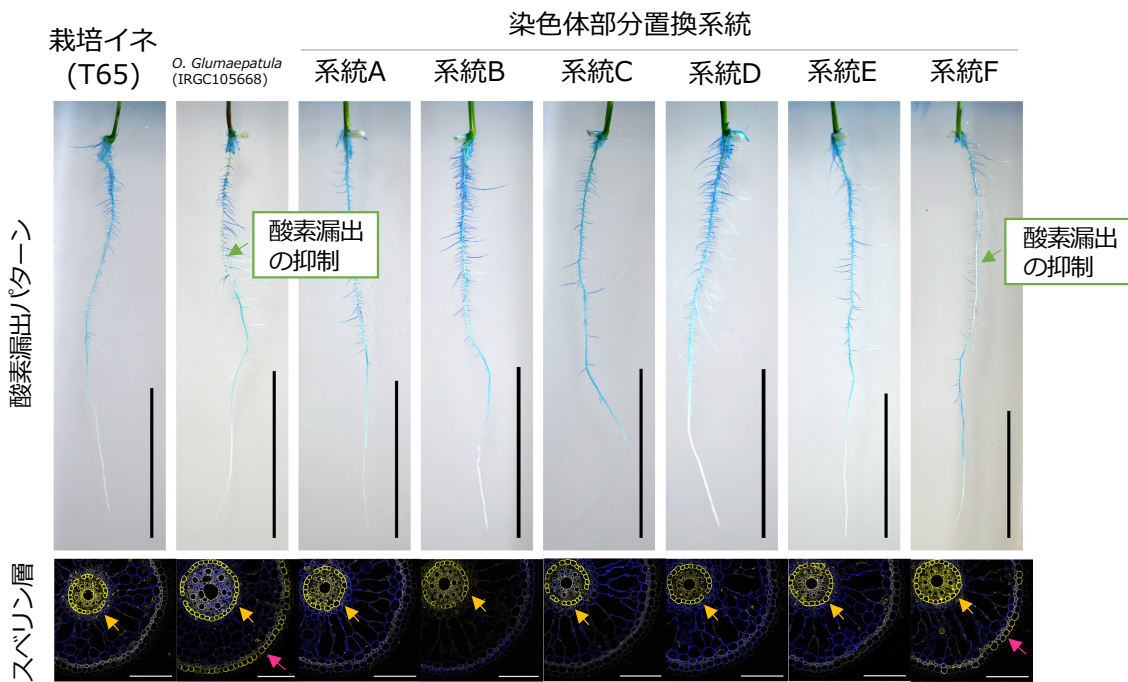 染色体部分置換系統
栽培イネ
(T65)
O. Glumaepatula
(IRGC105668)
系統A
系統B
系統C
系統D
系統E
系統F
酸素漏出パターン
酸素漏出
の抑制
酸素漏出
の抑制
スベリン層